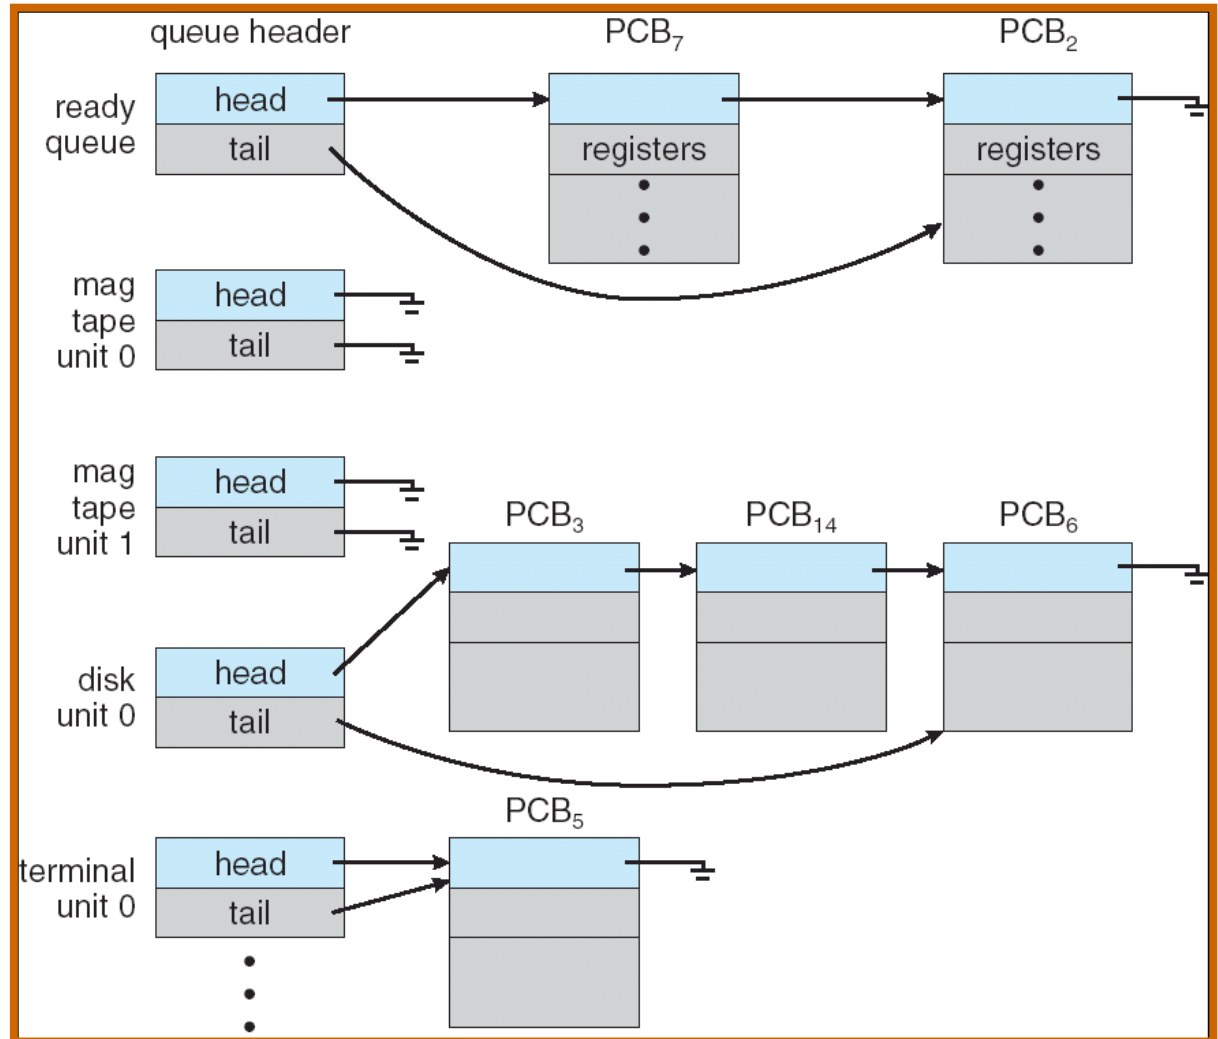 queue header
PCB₇
PCB₂
ready
queue
head
tail
registers
registers
mag
tape
unit 0
head
tail
mag
tape
unit 1
head
tail
PCB₃
PCB₁₄
PCB₆
disk
unit 0
head
tail
PCB₅
terminal
unit 0
head
tail